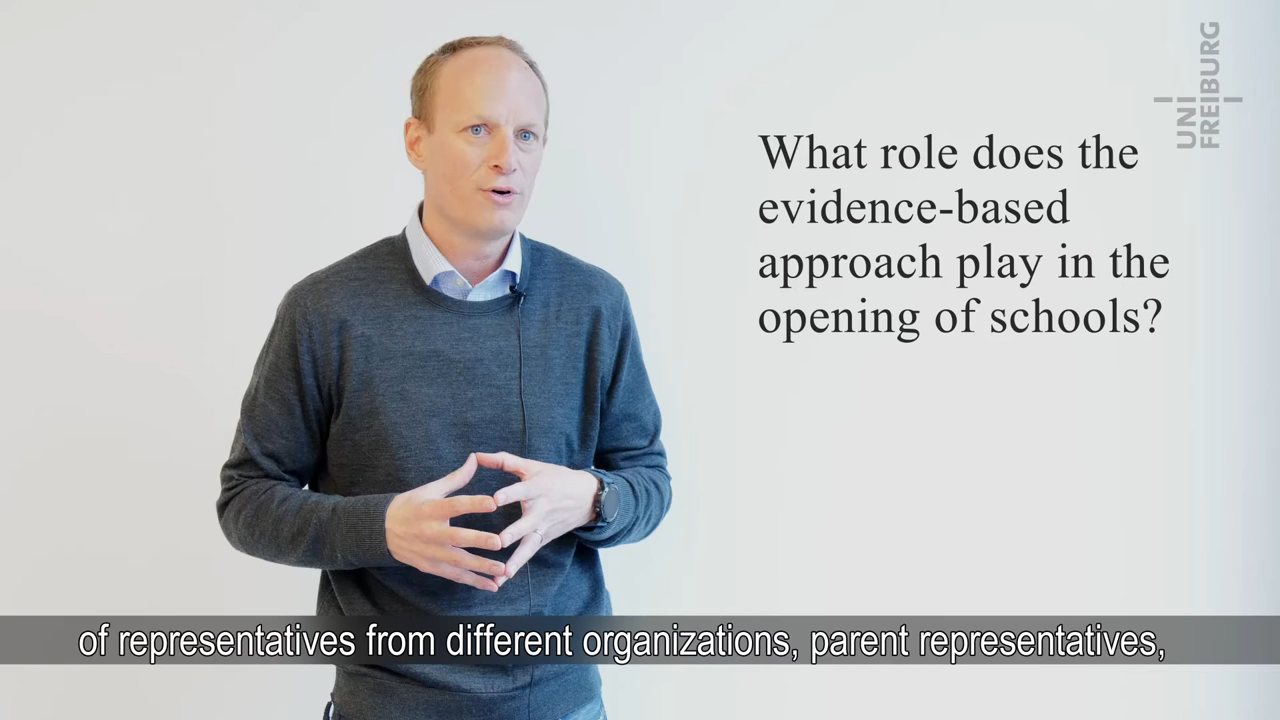 UNI
FREIBURG
What role does the
evidence-based
approach play in the
opening of schools?
of representatives from different organizations, parent representatives,